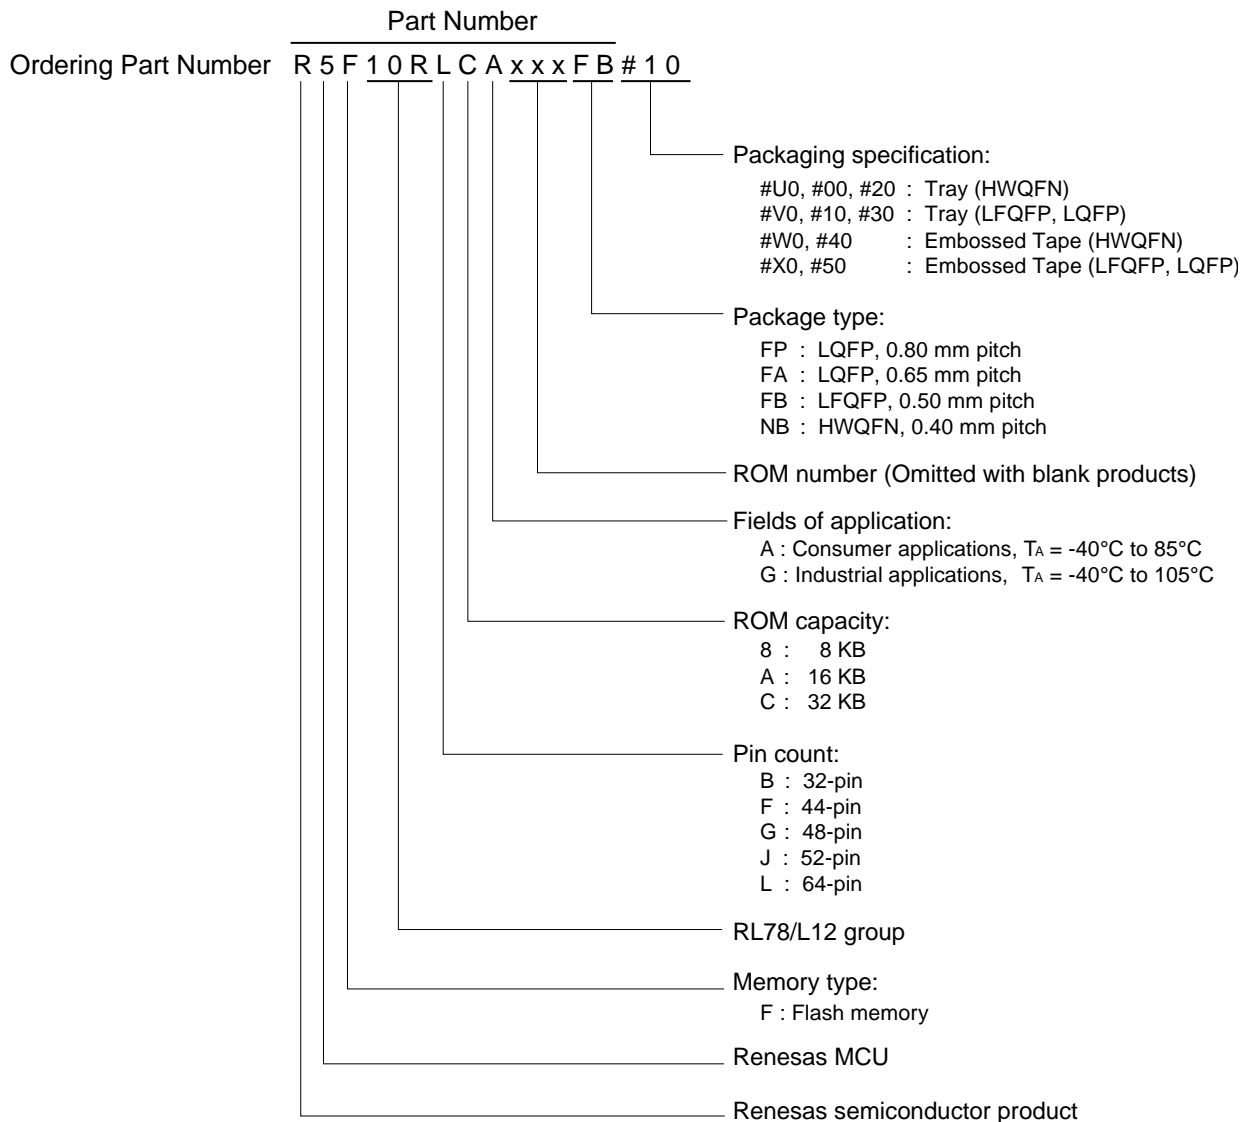 Part Number
Ordering Part Number R 5 F 1 0 R L C A x x x F B # 1 0
Packaging specification:
#U0, #00, #20 : Tray (HWQFN)
#V0, #10, #30 : Tray (LFQFP, LQFP)
#W0, #40 : Embossed Tape (HWQFN)
#X0, #50 : Embossed Tape (LFQFP, LQFP)
Package type:
FP : LQFP, 0.80 mm pitch
FA : LQFP, 0.65 mm pitch
FB : LFQFP, 0.50 mm pitch
NB : HWQFN, 0.40 mm pitch
ROM number (Omitted with blank products)
Fields of application:
A : Consumer applications, TA = -40°C to 85°C
G : Industrial applications, TA = -40°C to 105°C
ROM capacity:
8 : 8 KB
A : 16 KB
C : 32 KB
Pin count:
B : 32-pin
F : 44-pin
G : 48-pin
J : 52-pin
L : 64-pin
RL78/L12 group
Memory type:
F : Flash memory
Renesas MCU
Renesas semiconductor product